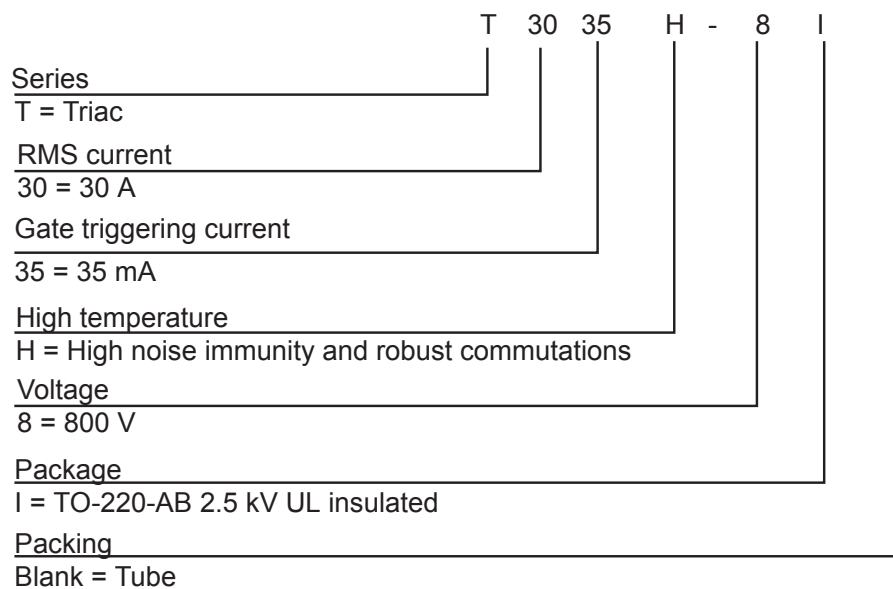 T 30 35 H - 8 I
Series
T = Triac
RMS current
30 = 30 A
Gate triggering current
35 = 35 mA
High temperature
H = High noise immunity and robust commutations
Voltage
8 = 800 V
Package
I = TO-220-AB 2.5 kV UL insulated
Packing
Blank = Tube